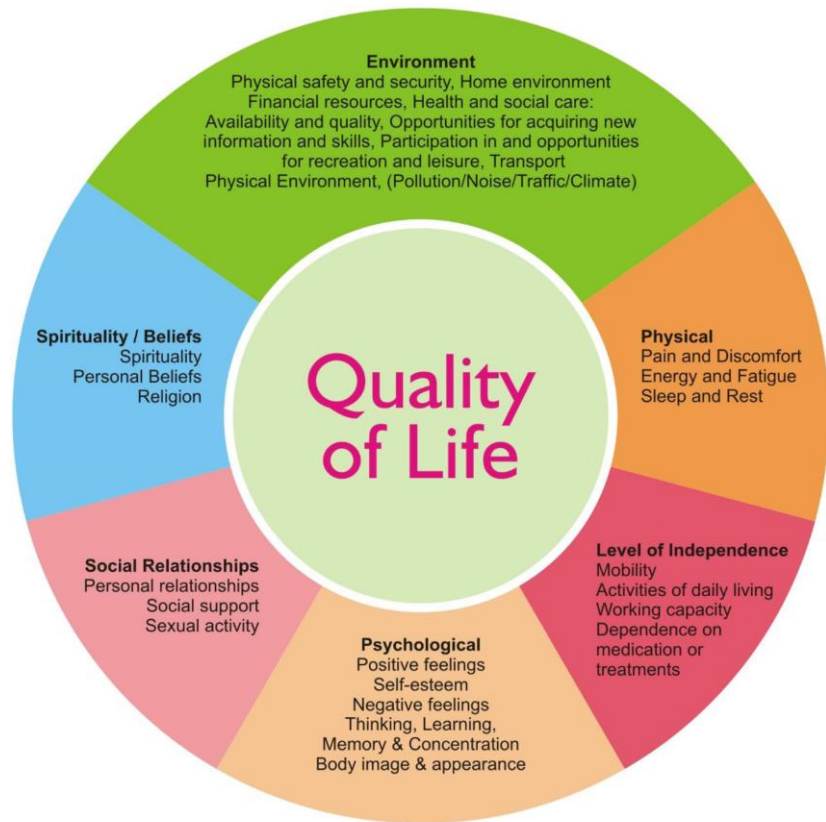 Environment
Physical safety and security, Home environment
Financial resources, Health and social care:
Availability and quality, Opportunities for acquiring new
information and skills, Participation in and opportunities
for recreation and leisure, Transport
Physical Environment, (Pollution/Noise/Traffic/Climate)
Spirituality / Beliefs
Spirituality
Personal Beliefs
Religion
Quality
of Life
Physical
Pain and Discomfort
Energy and Fatigue
Sleep and Rest
Social Relationships
Personal relationships
Social support
Sexual activity
Psychological
Positive feelings
Self-esteem
Negative feelings
Thinking, Learning,
Memory & Concentration
Body image & appearance
Level of Independence
Mobility
Activities of daily living
Working capacity
Dependence on
medication or
treatments